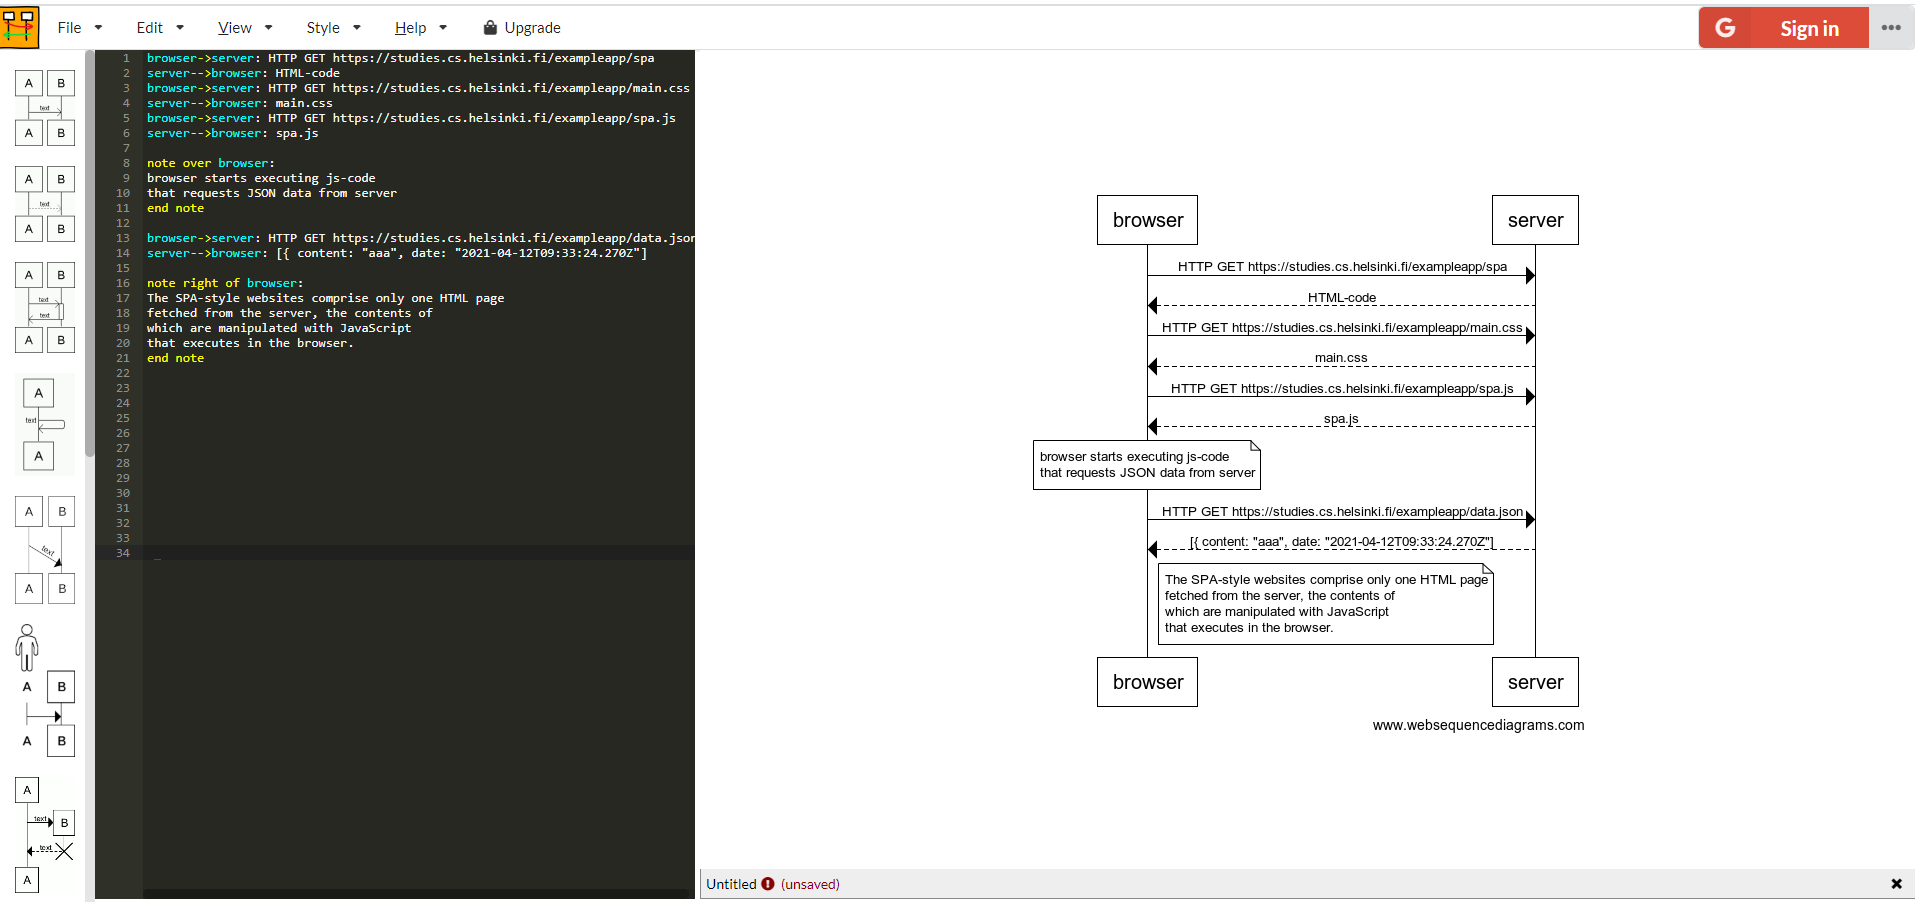 File
Edit
View
Style
Help
Upgrade
G Sign in
A B
text
A B
A B
text
A B
A B
text
text
A B
A
text
A
A B
text
A B
A B
A B
A
text B
text
A
1 browser->server: HTTP GET https://studies.cs.helsinki.fi/exampleapp/spa
2 server-->browser: HTML-code
3 browser->server: HTTP GET https://studies.cs.helsinki.fi/exampleapp/main.css
4 server-->browser: main.css
5 browser->server: HTTP GET https://studies.cs.helsinki.fi/exampleapp/spa.js
6 server-->browser: spa.js
7
8 note over browser:
9 browser starts executing js-code
10 that requests JSON data from server
11 end note
12
13 browser->server: HTTP GET https://studies.cs.helsinki.fi/exampleapp/data.json
14 server-->browser: [{ content: "aaa", date: "2021-04-12T09:33:24.270Z"]
15
16 note right of browser:
17 The SPA-style websites comprise only one HTML page
18 fetched from the server, the contents of
19 which are manipulated with JavaScript
20 that executes in the browser.
21 end note
22
23
24
25
26
27
28
29
30
31
32
33
34
browser server
HTTP GET https://studies.cs.helsinki.fi/exampleapp/spa
HTML-code
HTTP GET https://studies.cs.helsinki.fi/exampleapp/main.css
main.css
HTTP GET https://studies.cs.helsinki.fi/exampleapp/spa.js
spa.js
browser starts executing js-code
that requests JSON data from server
HTTP GET https://studies.cs.helsinki.fi/exampleapp/data.json
[{ content: "aaa", date: "2021-04-12T09:33:24.270Z"]
The SPA-style websites comprise only one HTML page
fetched from the server, the contents of
which are manipulated with JavaScript
that executes in the browser.
browser server
www.websequencediagrams.com
Untitled (unsaved)